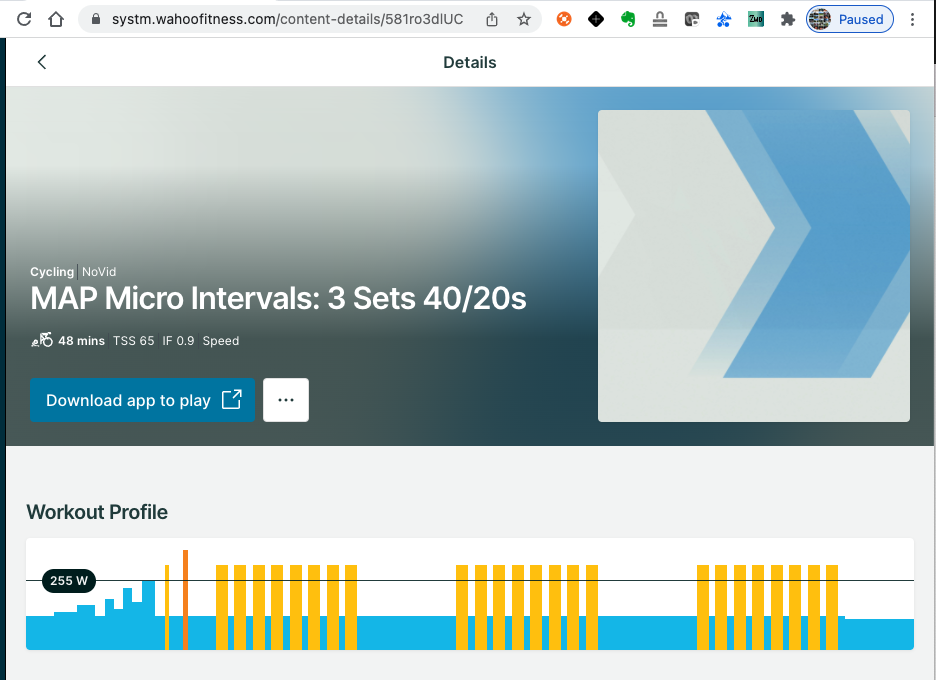 systm.wahoofitness.com/content-details/581ro3dlUC
Paused
Details
Cycling NoVid
MAP Micro Intervals: 3 Sets 40/20s
48 mins TSS 65 IF 0.9 Speed
Download app to play
Workout Profile
255 W